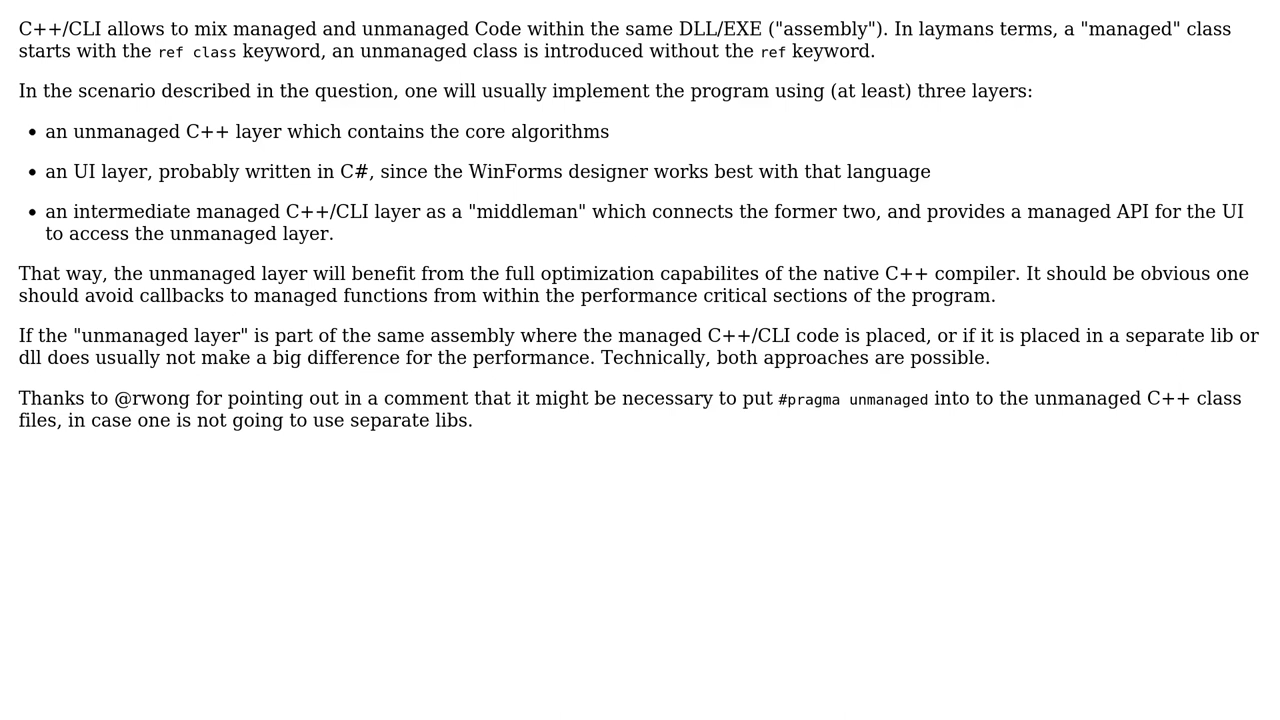 C++/CLI allows to mix managed and unmanaged Code within the same DLL/EXE ("assembly"). In laymans terms, a "managed" class
starts with the ref class keyword, an unmanaged class is introduced without the ref keyword.
In the scenario described in the question, one will usually implement the program using (at least) three layers:
• an unmanaged C++ layer which contains the core algorithms
• an UI layer, probably written in C#, since the WinForms designer works best with that language
• an intermediate managed C++/CLI layer as a "middleman" which connects the former two, and provides a managed API for the UI
to access the unmanaged layer.
That way, the unmanaged layer will benefit from the full optimization capabilites of the native C++ compiler. It should be obvious one
should avoid callbacks to managed functions from within the performance critical sections of the program.
If the "unmanaged layer" is part of the same assembly where the managed C++/CLI code is placed, or if it is placed in a separate lib or
dll does usually not make a big difference for the performance. Technically, both approaches are possible.
Thanks to @rwong for pointing out in a comment that it might be necessary to put #pragma unmanaged into to the unmanaged C++ class
files, in case one is not going to use separate libs.